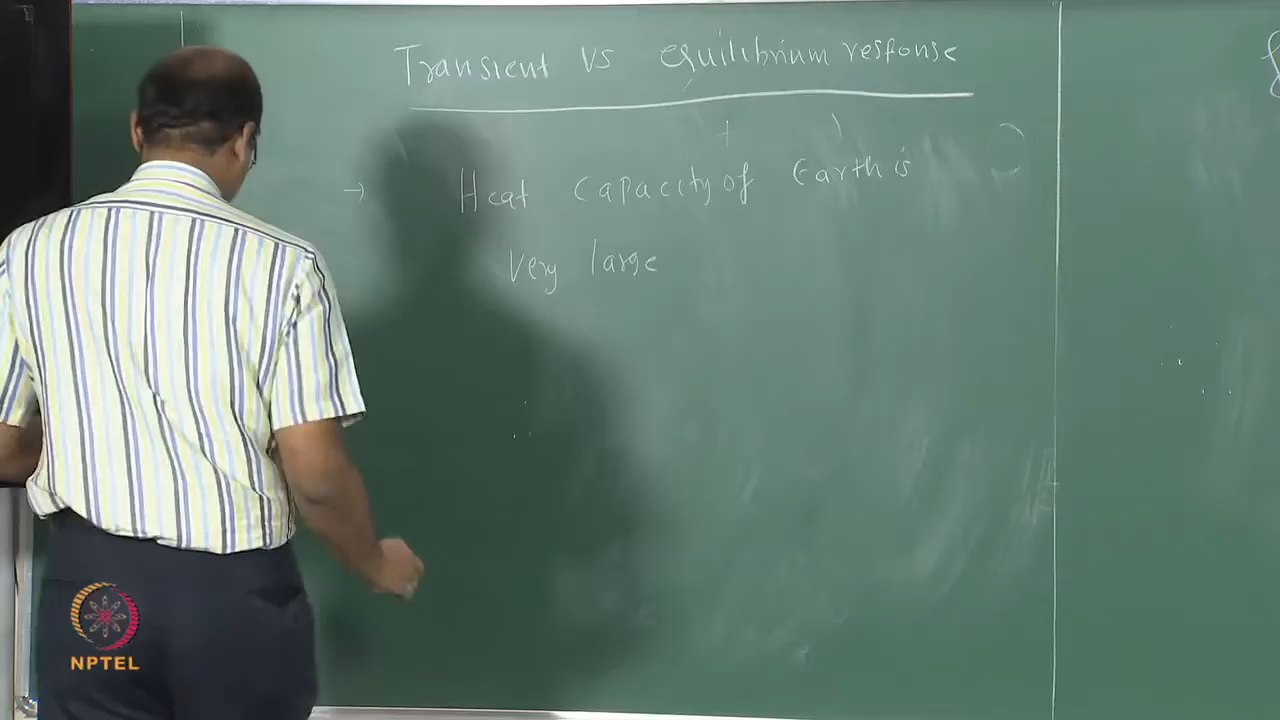 Transient vs equilibrium response
→ Heat capacity of Earth is
very large
NPTEL